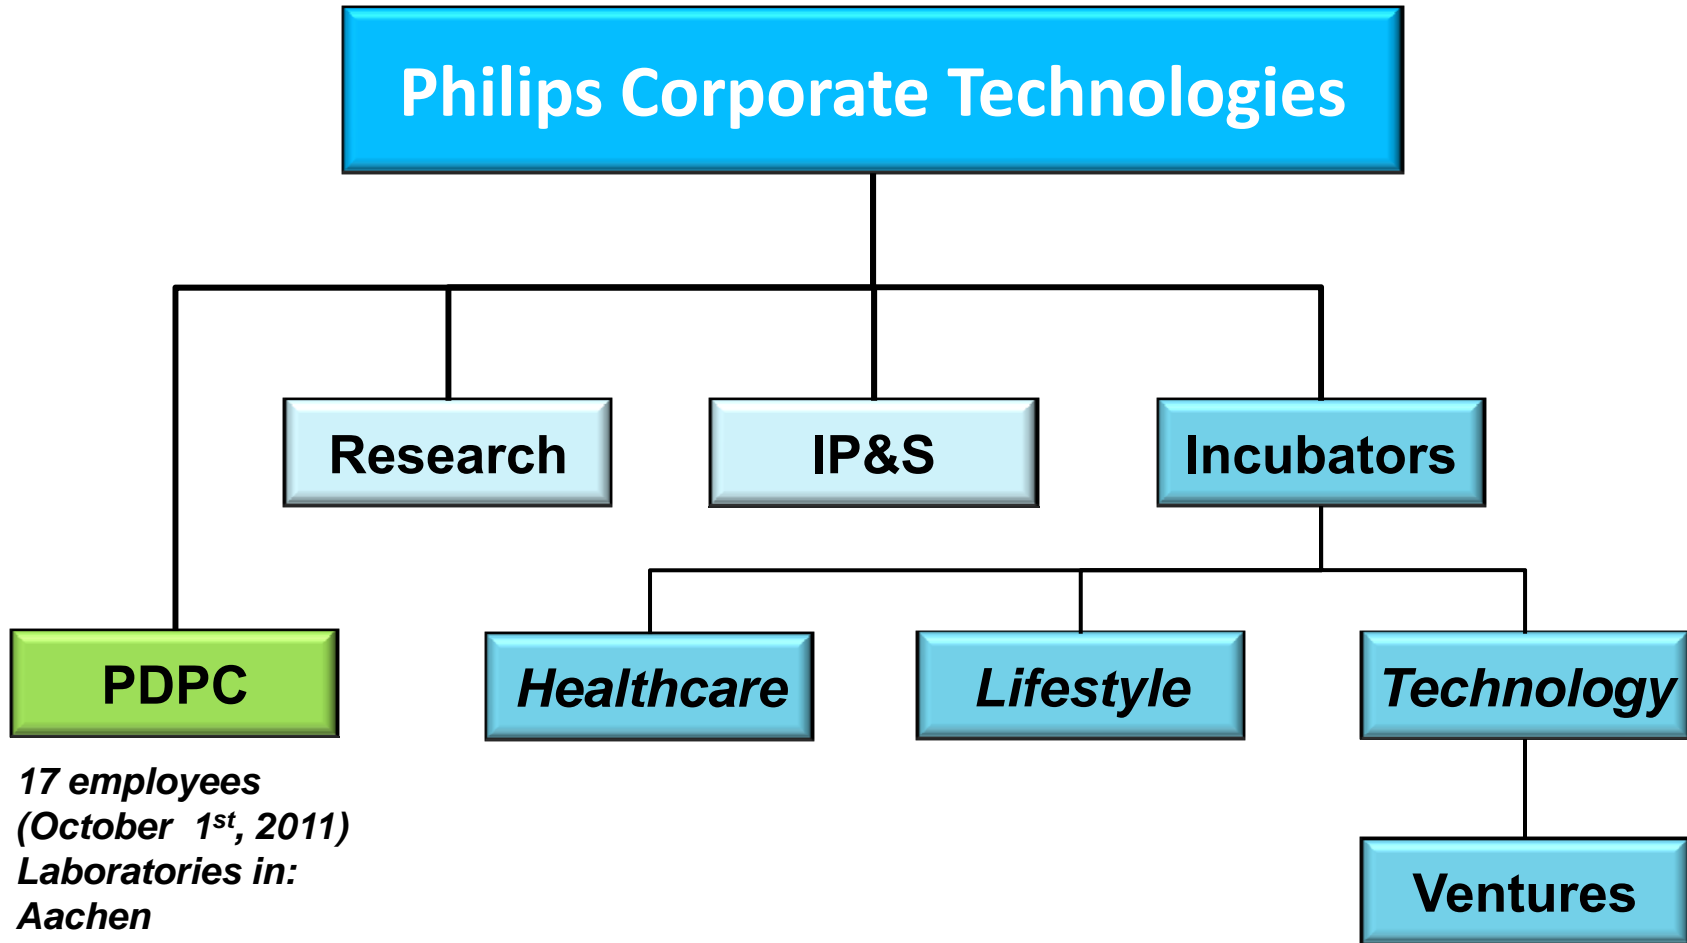 Philips Corporate Technologies
Research
IP&S
Incubators
PDPC
Healthcare
Lifestyle
Technology
17 employees
(October 1st, 2011)
Laboratories in:
Aachen
Ventures